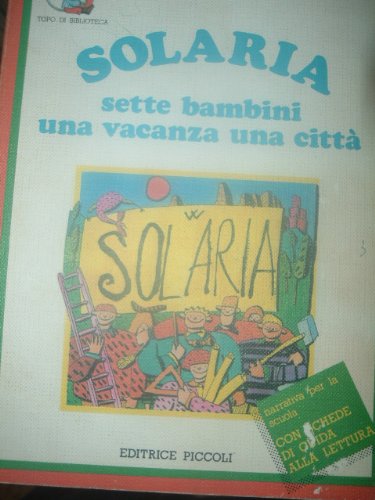 TOPO DI BIBLIOTECA
SOLARIA
sette bambini
una vacanza una città
W
SOLARIA
narrativa per la
scuola
CON SCHEDE
DI GUIDA
ALLA LETTURA
EDITRICE PICCOLI